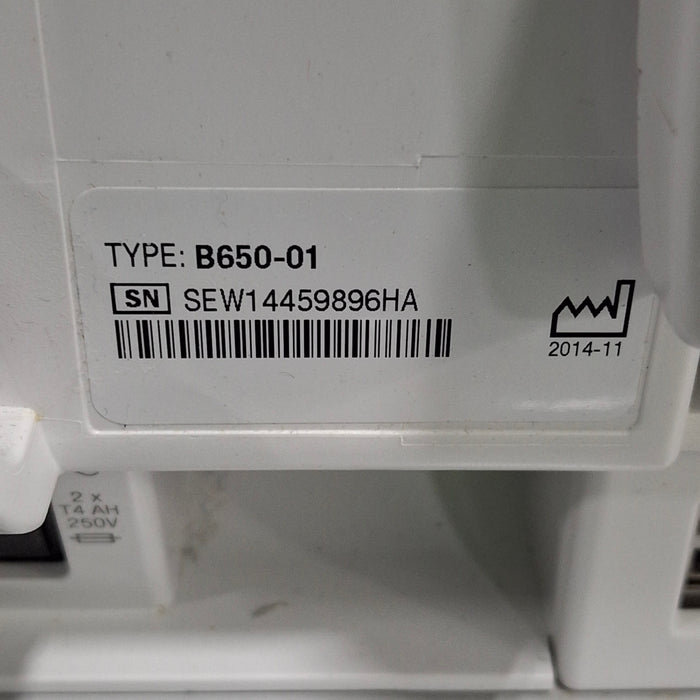 TYPE: B650-01
SN SEW14459896HA
2014-11
2 x
T4 AH
250V